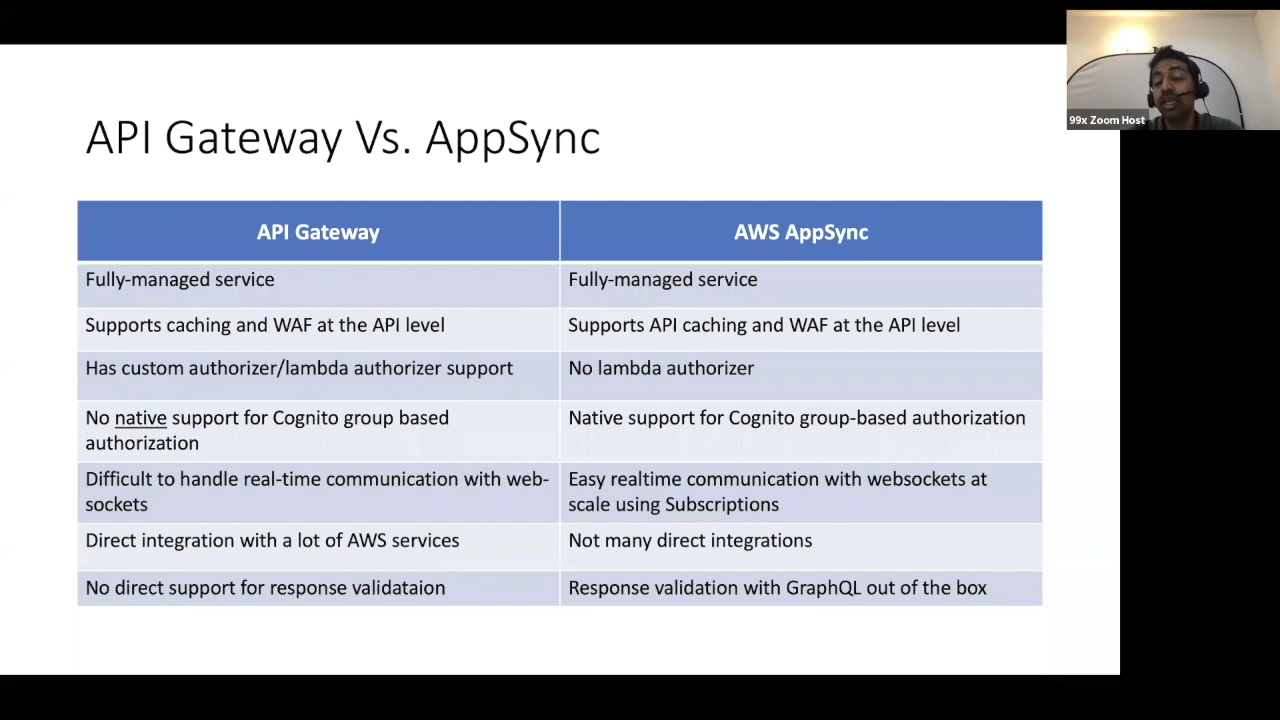 99x Zoom Host
API Gateway Vs. AppSync
API Gateway
AWS AppSync
Fully-managed service
Fully-managed service
Supports caching and WAF at the API level
Supports API caching and WAF at the API level
Has custom authorizer/lambda authorizer support
No lambda authorizer
No native support for Cognito group based
authorization
Native support for Cognito group-based authorization
Difficult to handle real-time communication with web-
sockets
Easy realtime communication with websockets at
scale using Subscriptions
Direct integration with a lot of AWS services
Not many direct integrations
No direct support for response validataion
Response validation with GraphQL out of the box